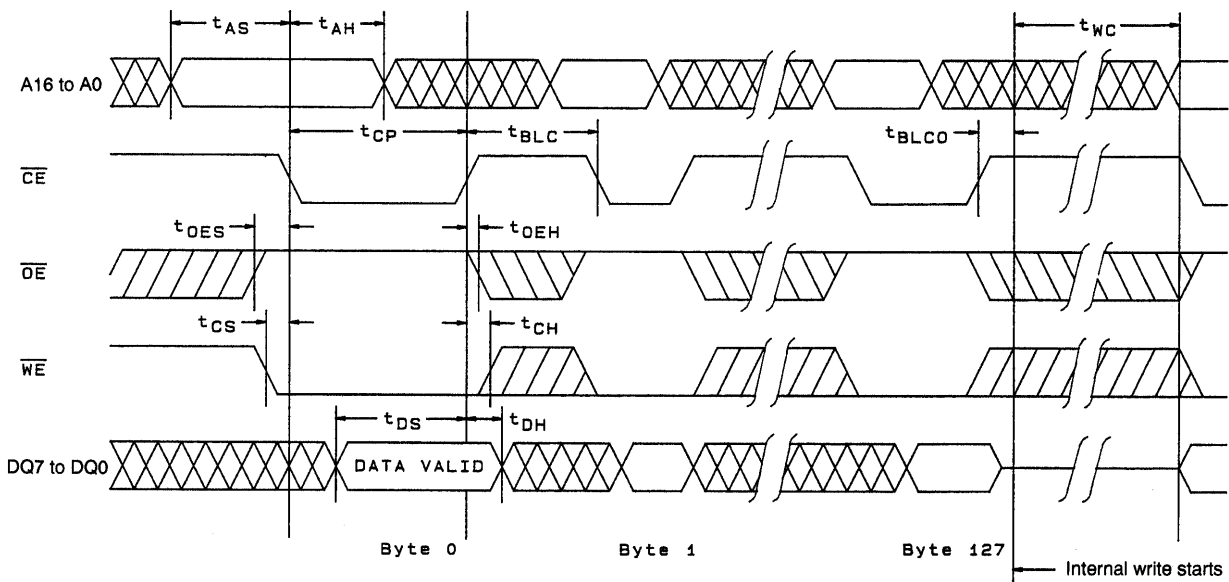 tAS
tAH
tWC
A16 to A0
tCP
tBLC
tBLCO
CE
tOES
tOEH
OE
tCS
tCH
WE
tDS
tDH
DQ7 to DQ0
DATA VALID
Byte 0
Byte 1
Byte 127
Internal write starts